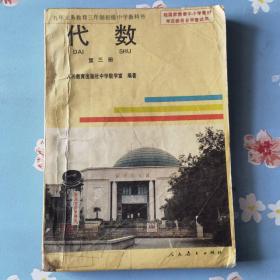 九年义务教育三年制初级中学教科书
代数
DAI SHU
第三册
人民教育出版社中学数学室 编著
人民教育出版社